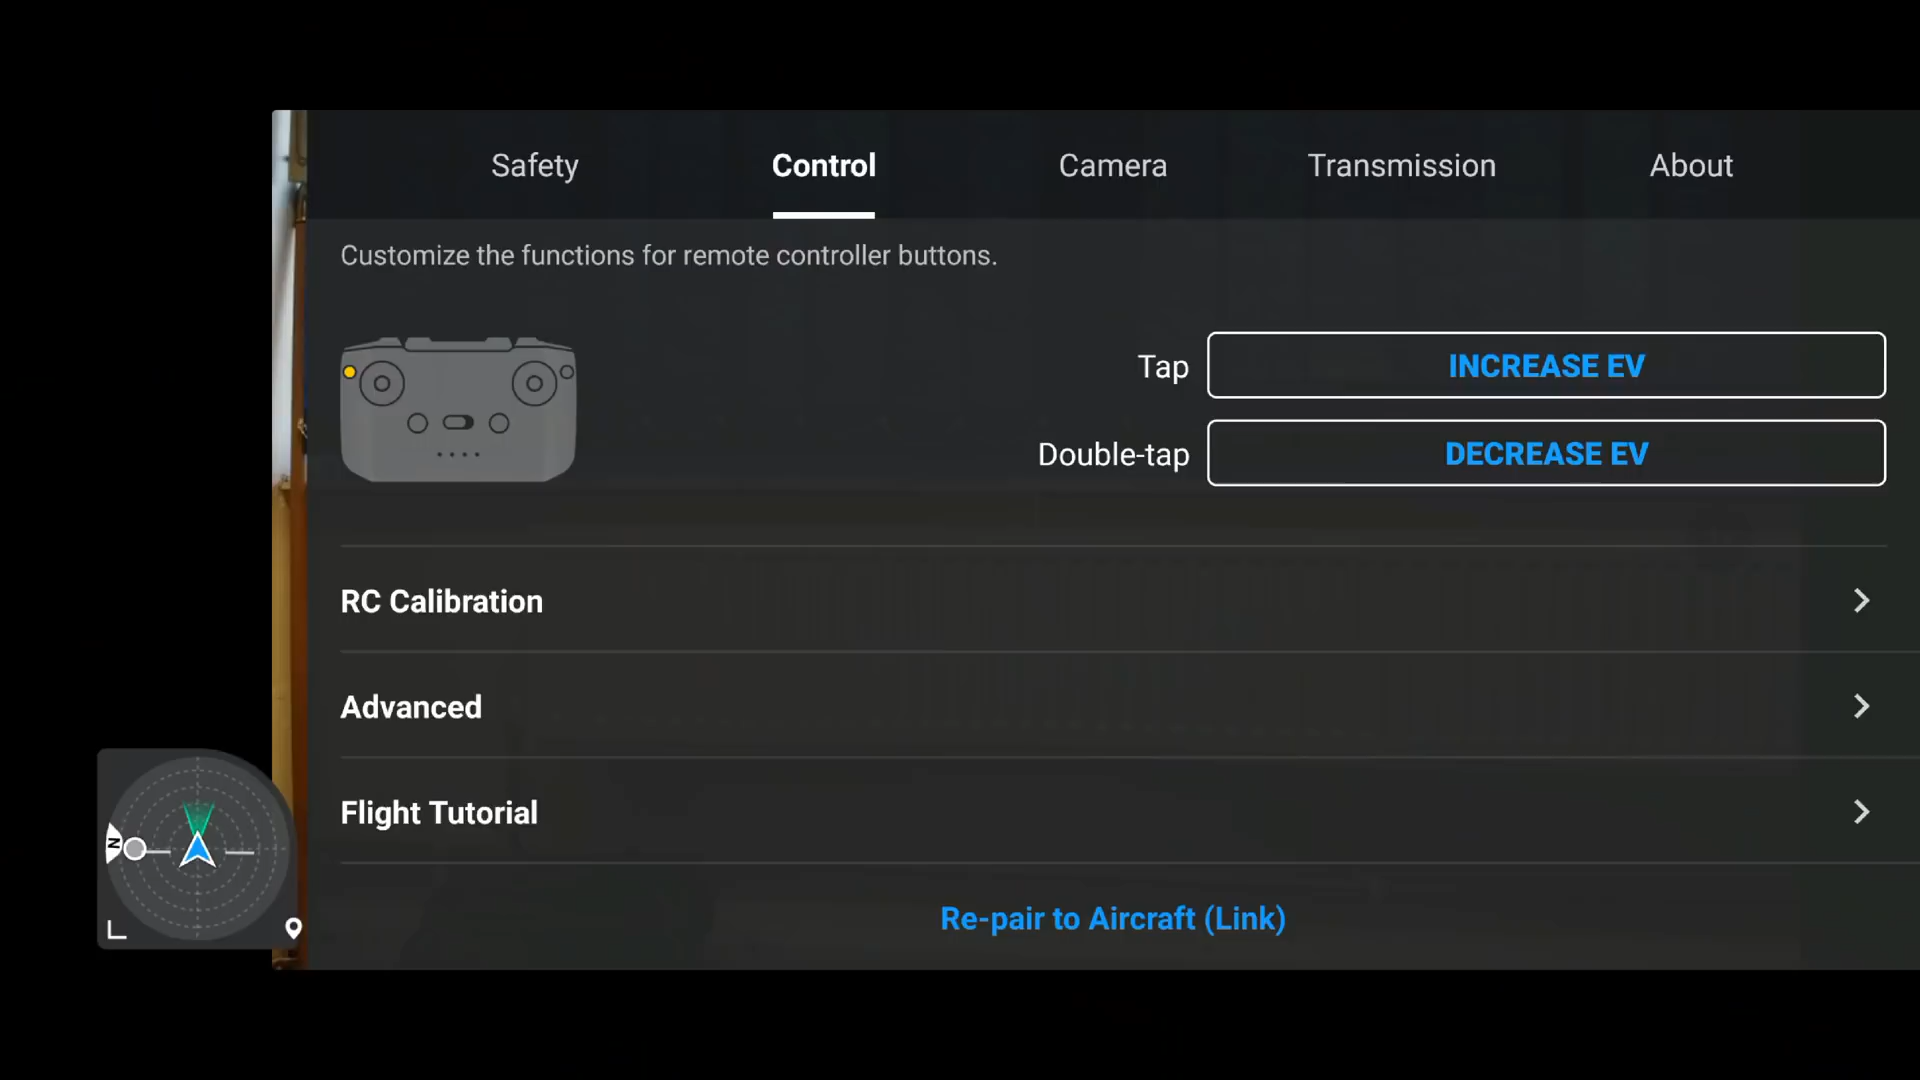 Safety
Control
Camera
Transmission
About
Customize the functions for remote controller buttons.
Tap
INCREASE EV
Double-tap
DECREASE EV
RC Calibration
Advanced
Flight Tutorial
N
Re-pair to Aircraft (Link)